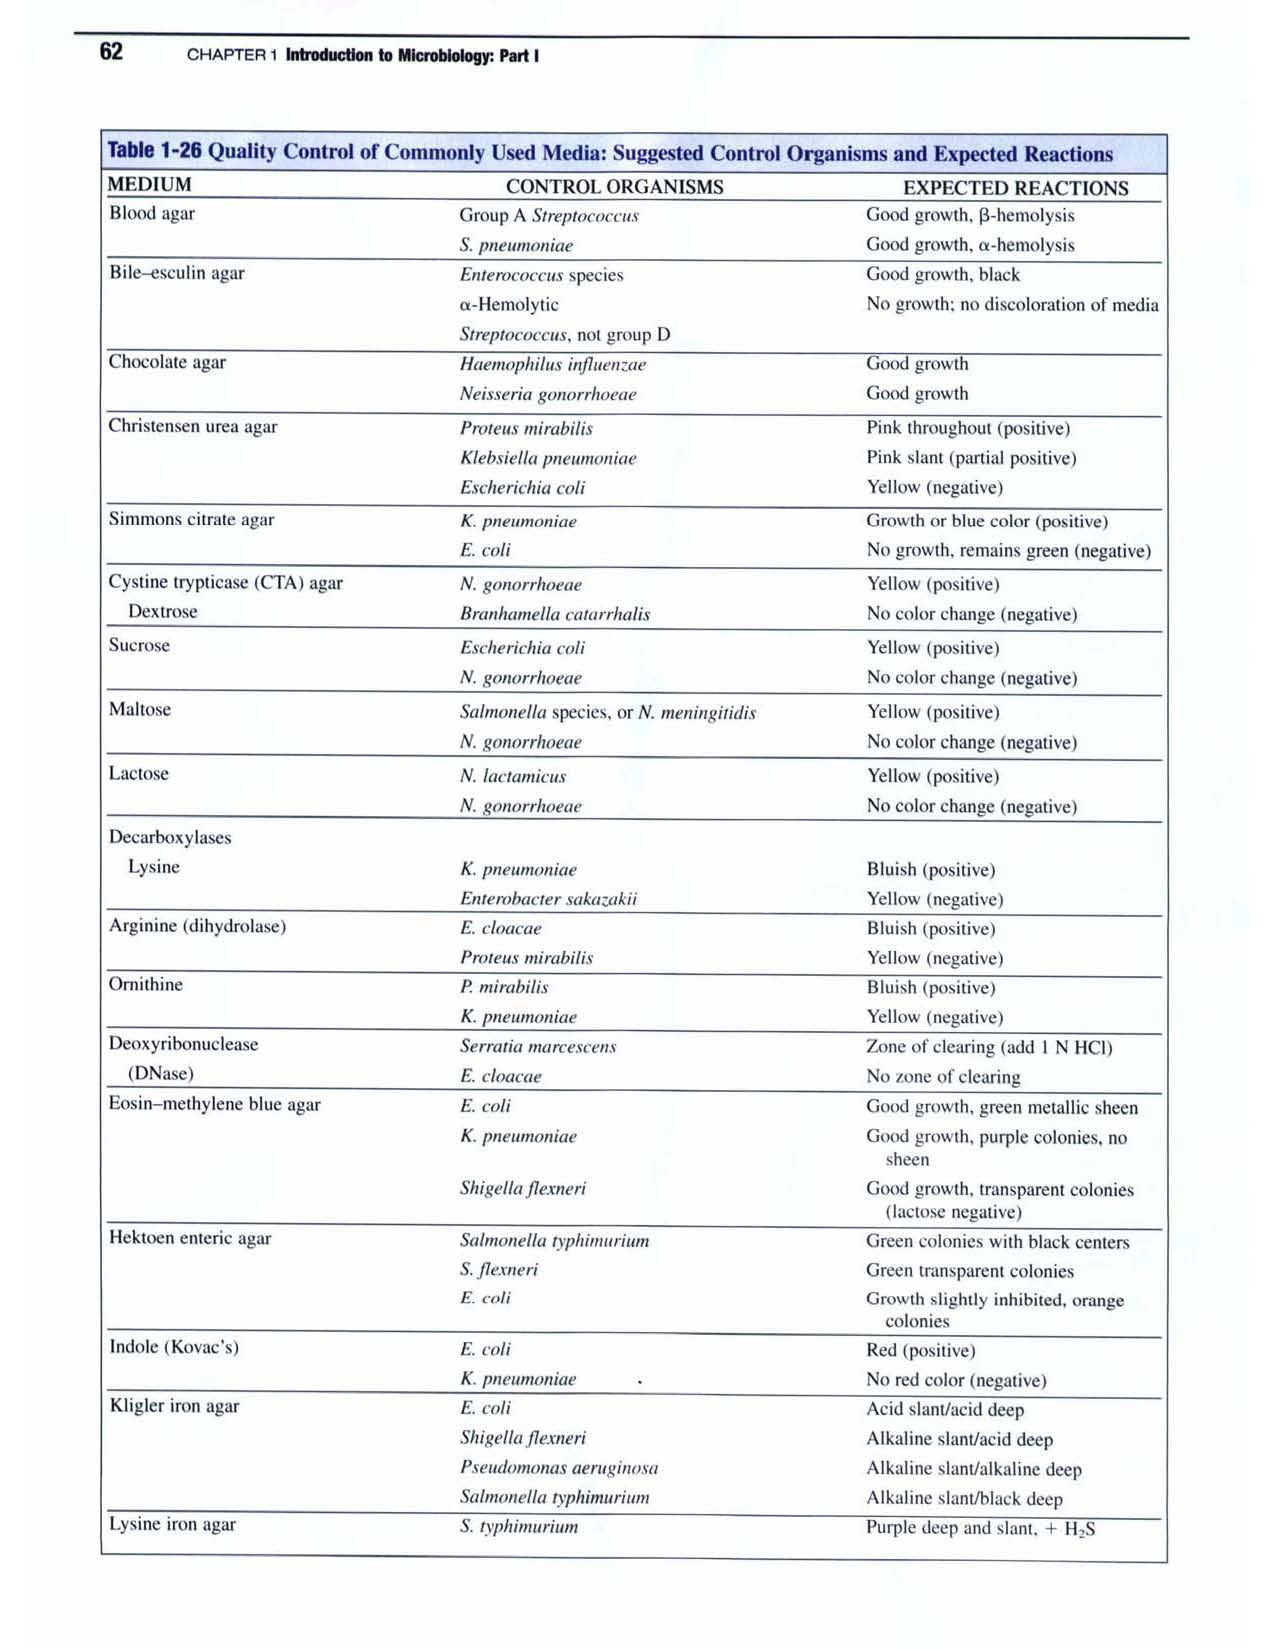 62 CHAPTER 1 Introduction to Microbiology: Part I
Table 1-26 Quality Control of Commonly Used Media: Suggested Control Organisms and Expected Reactions
MEDIUM CONTROL ORGANISMS EXPECTED REACTIONS
Blood agar Group A Streptococcus Good growth, β-hemolysis
S. pneumoniae Good growth, α-hemolysis
Bile–esculin agar Enterococcus species Good growth, black
α-Hemolytic No growth; no discoloration of media
Streptococcus, not group D
Chocolate agar Haemophilus influenzae Good growth
Neisseria gonorrhoeae Good growth
Christensen urea agar Proteus mirabilis Pink throughout (positive)
Klebsiella pneumoniae Pink slant (partial positive)
Escherichia coli Yellow (negative)
Simmons citrate agar K. pneumoniae Growth or blue color (positive)
E. coli No growth, remains green (negative)
Cystine trypticase (CTA) agar N. gonorrhoeae Yellow (positive)
Dextrose Branhamella catarrhalis No color change (negative)
Sucrose Escherichia coli Yellow (positive)
N. gonorrhoeae No color change (negative)
Maltose Salmonella species, or N. meningitidis Yellow (positive)
N. gonorrhoeae No color change (negative)
Lactose N. lactamicus Yellow (positive)
N. gonorrhoeae No color change (negative)
Decarboxylases
Lysine K. pneumoniae Bluish (positive)
Enterobacter sakazakii Yellow (negative)
Arginine (dihydrolase) E. cloacae Bluish (positive)
Proteus mirabilis Yellow (negative)
Ornithine P. mirabilis Bluish (positive)
K. pneumoniae Yellow (negative)
Deoxyribonuclease Serratia marcescens Zone of clearing (add 1 N HCl)
(DNase) E. cloacae No zone of clearing
Eosin–methylene blue agar E. coli Good growth, green metallic sheen
K. pneumoniae Good growth, purple colonies, no
sheen
Shigella flexneri Good growth, transparent colonies
(lactose negative)
Hektoen enteric agar Salmonella typhimurium Green colonies with black centers
S. flexneri Green transparent colonies
E. coli Growth slightly inhibited, orange
colonies
Indole (Kovac's) E. coli Red (positive)
K. pneumoniae No red color (negative)
Kligler iron agar E. coli Acid slant/acid deep
Shigella flexneri Alkaline slant/acid deep
Pseudomonas aeruginosa Alkaline slant/alkaline deep
Salmonella typhimurium Alkaline slant/black deep
Lysine iron agar S. typhimurium Purple deep and slant, + H₂S